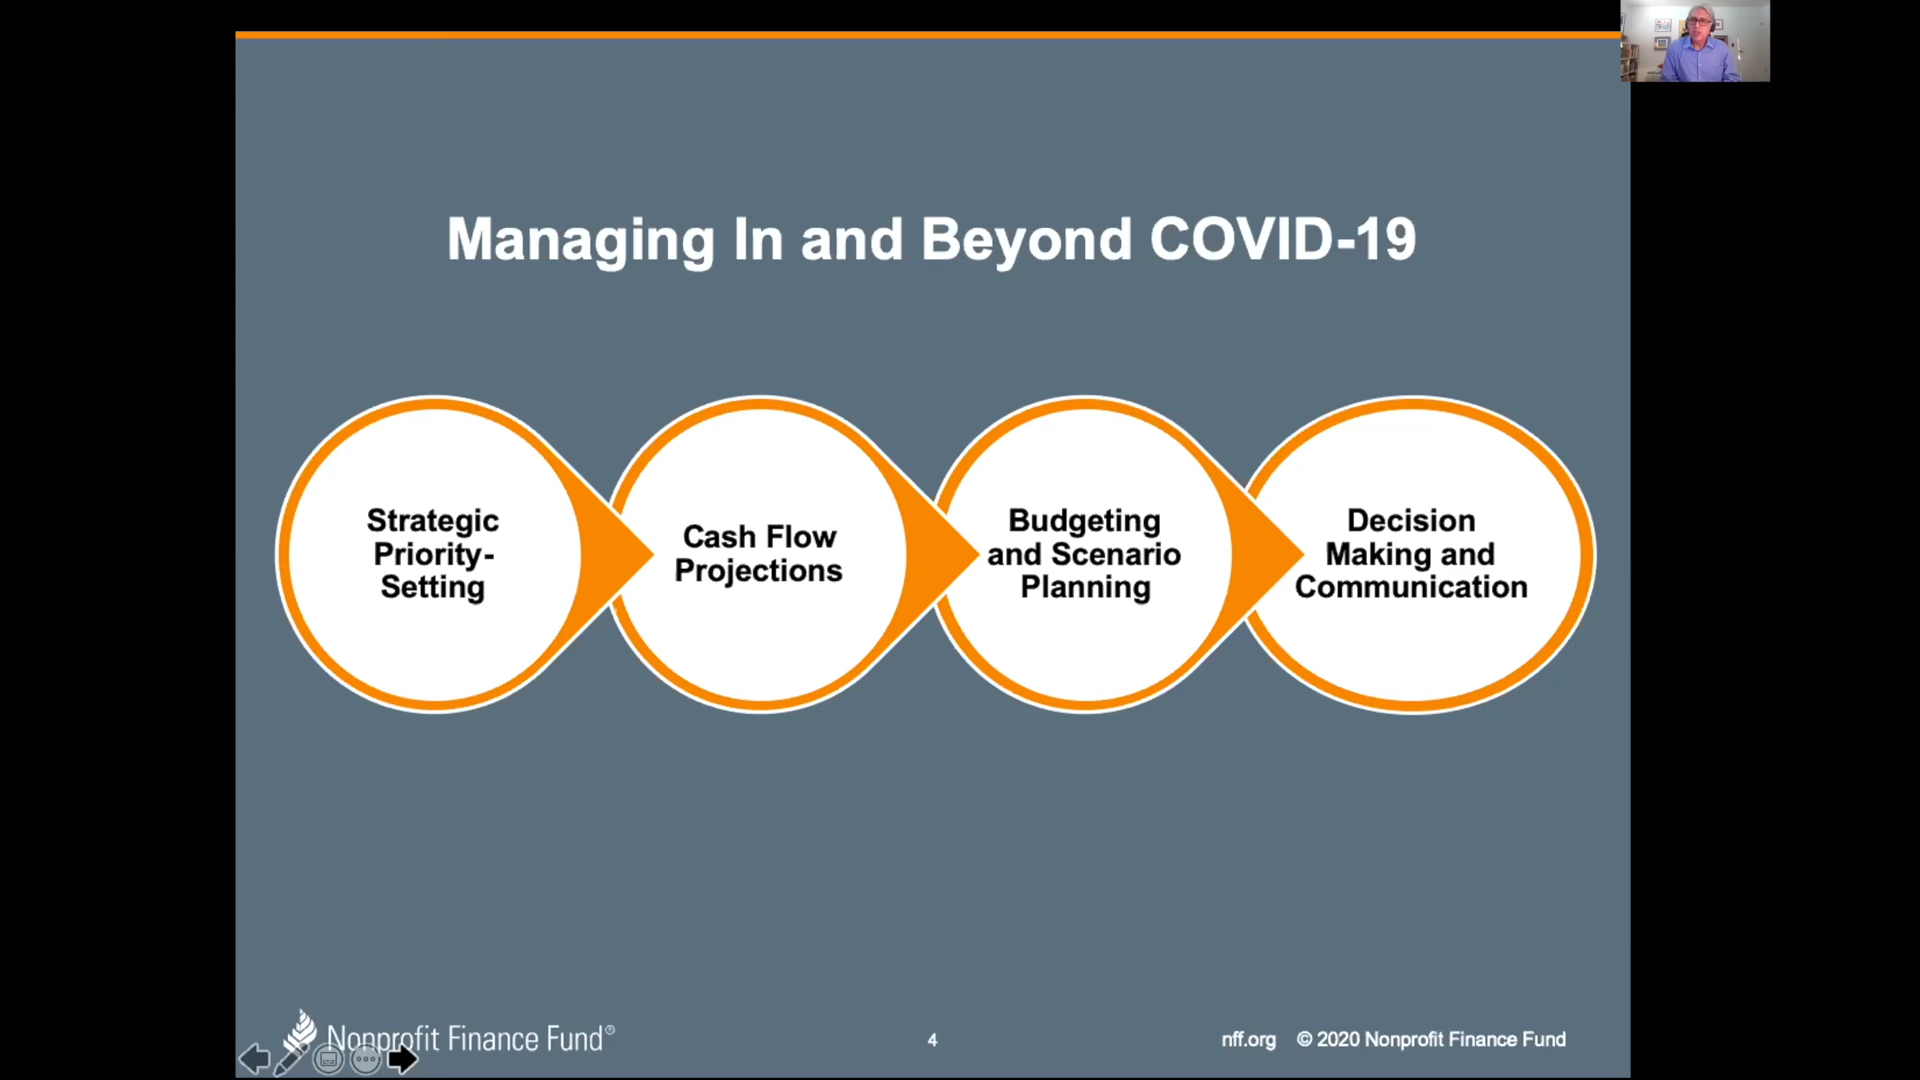 Managing In and Beyond COVID-19
Strategic
Priority-
Setting
Cash Flow
Projections
Budgeting
and Scenario
Planning
Decision
Making and
Communication
Nonprofit Finance Fund®
4
nff.org © 2020 Nonprofit Finance Fund